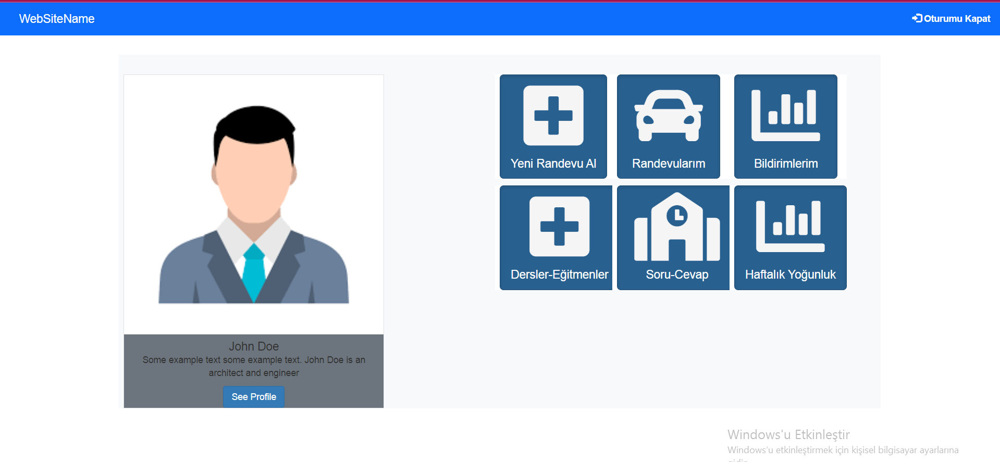 WebSiteName
Oturumu Kapat
Yeni Randevu Al
Randevularım
Bildirimlerim
Dersler-Eğitmenler
Soru-Cevap
Haftalık Yoğunluk
John Doe
Some example text some example text. John Doe is an
architect and engineer
See Profile
Windows'u Etkinleştir
Windows'u etkinleştirmek için kişisel bilgisayar ayarlarına